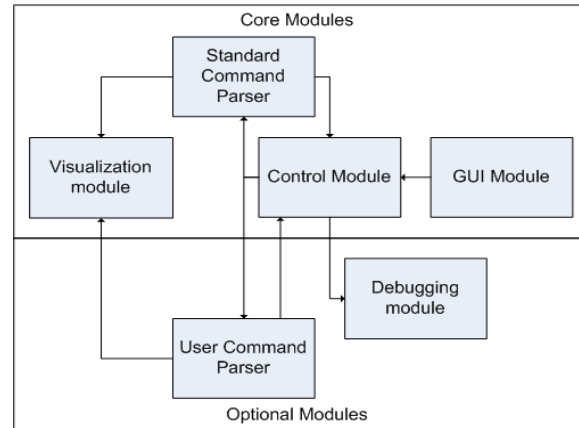 Core Modules
Standard
Command
Parser
Visualization
module
Control Module
GUI Module
Debugging
module
User Command
Parser
Optional Modules